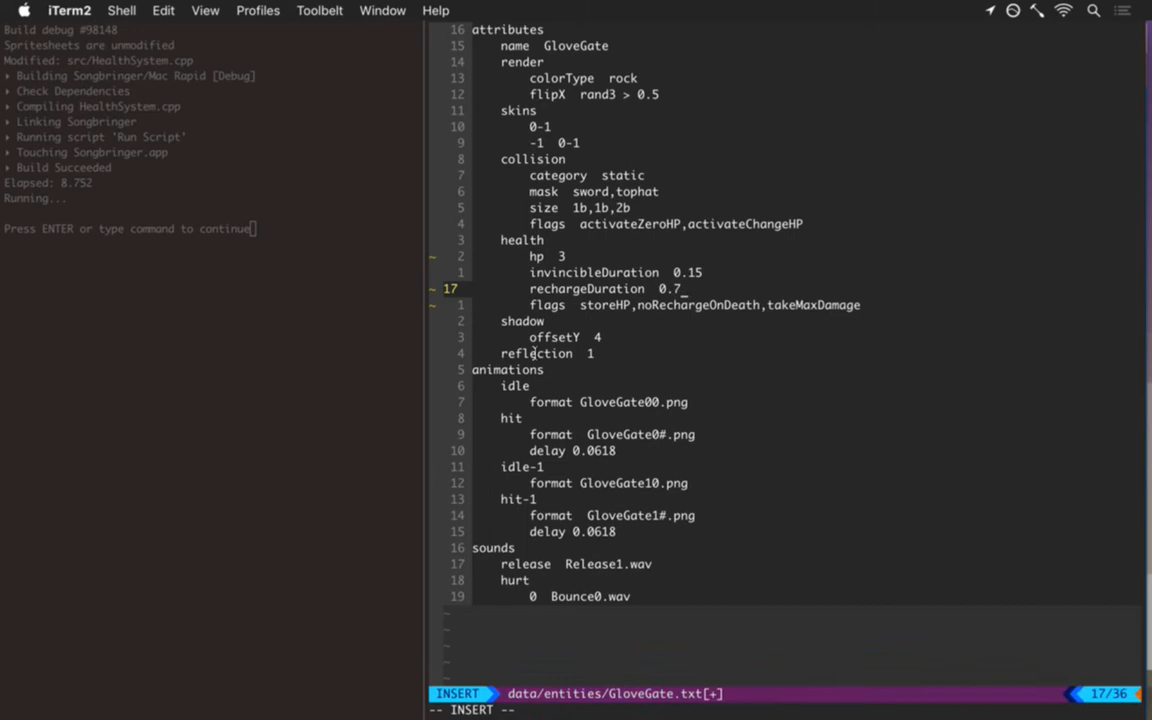 iTerm2 Shell Edit View Profiles Toolbelt Window Help
Build debug #98148
Spritesheets are unmodified
Modified: src/HealthSystem.cpp
▸ Building Songbringer/Mac Rapid [Debug]
▸ Check Dependencies
▸ Compiling HealthSystem.cpp
▸ Linking Songbringer
▸ Running script 'Run Script'
▸ Touching Songbringer.app
▸ Build Succeeded
Elapsed: 8.752
Running...
Press ENTER or type command to continue
16 attributes
15 name GloveGate
14 render
13 colorType rock
12 flipX rand3 > 0.5
11 skins
10 0-1
9 -1 0-1
8 collision
7 category static
6 mask sword,tophat
5 size 1b,1b,2b
4 flags activateZeroHP,activateChangeHP
3 health
~ 2 hp 3
1 invincibleDuration 0.15
~ 17 rechargeDuration 0.7_
~ 1 flags storeHP,noRechargeOnDeath,takeMaxDamage
2 shadow
3 offsetY 4
4 reflection 1
5 animations
6 idle
7 format GloveGate00.png
8 hit
9 format GloveGate0#.png
10 delay 0.0618
11 idle-1
12 format GloveGate10.png
13 hit-1
14 format GloveGate1#.png
15 delay 0.0618
16 sounds
17 release Release1.wav
18 hurt
19 0 Bounce0.wav
~
~
~
~
~
INSERT data/entities/GloveGate.txt[+] 17/36
-- INSERT --